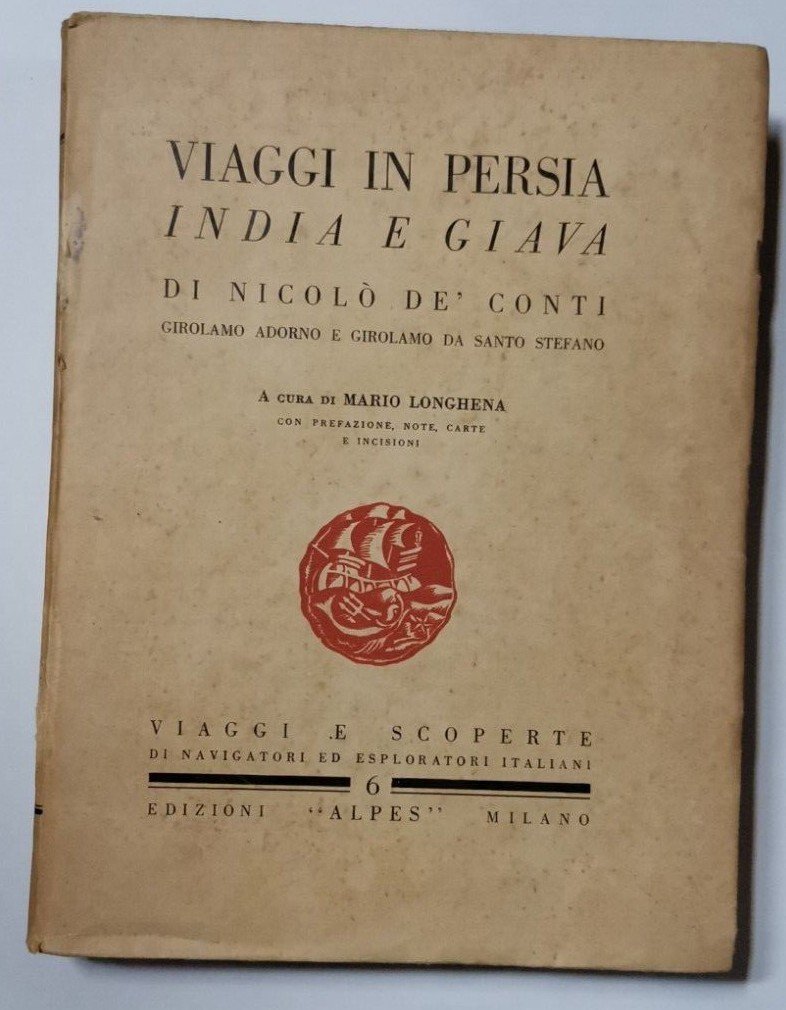 VIAGGI IN PERSIA
INDIA E GIAVA
DI NICOLÒ DE' CONTI
GIROLAMO ADORNO E GIROLAMO DA SANTO STEFANO
A CURA DI MARIO LONGHENA
CON PREFAZIONE, NOTE, CARTE
E INCISIONI
VIAGGI E SCOPERTE
DI NAVIGATORI ED ESPLORATORI ITALIANI
6
EDIZIONI "ALPES" MILANO